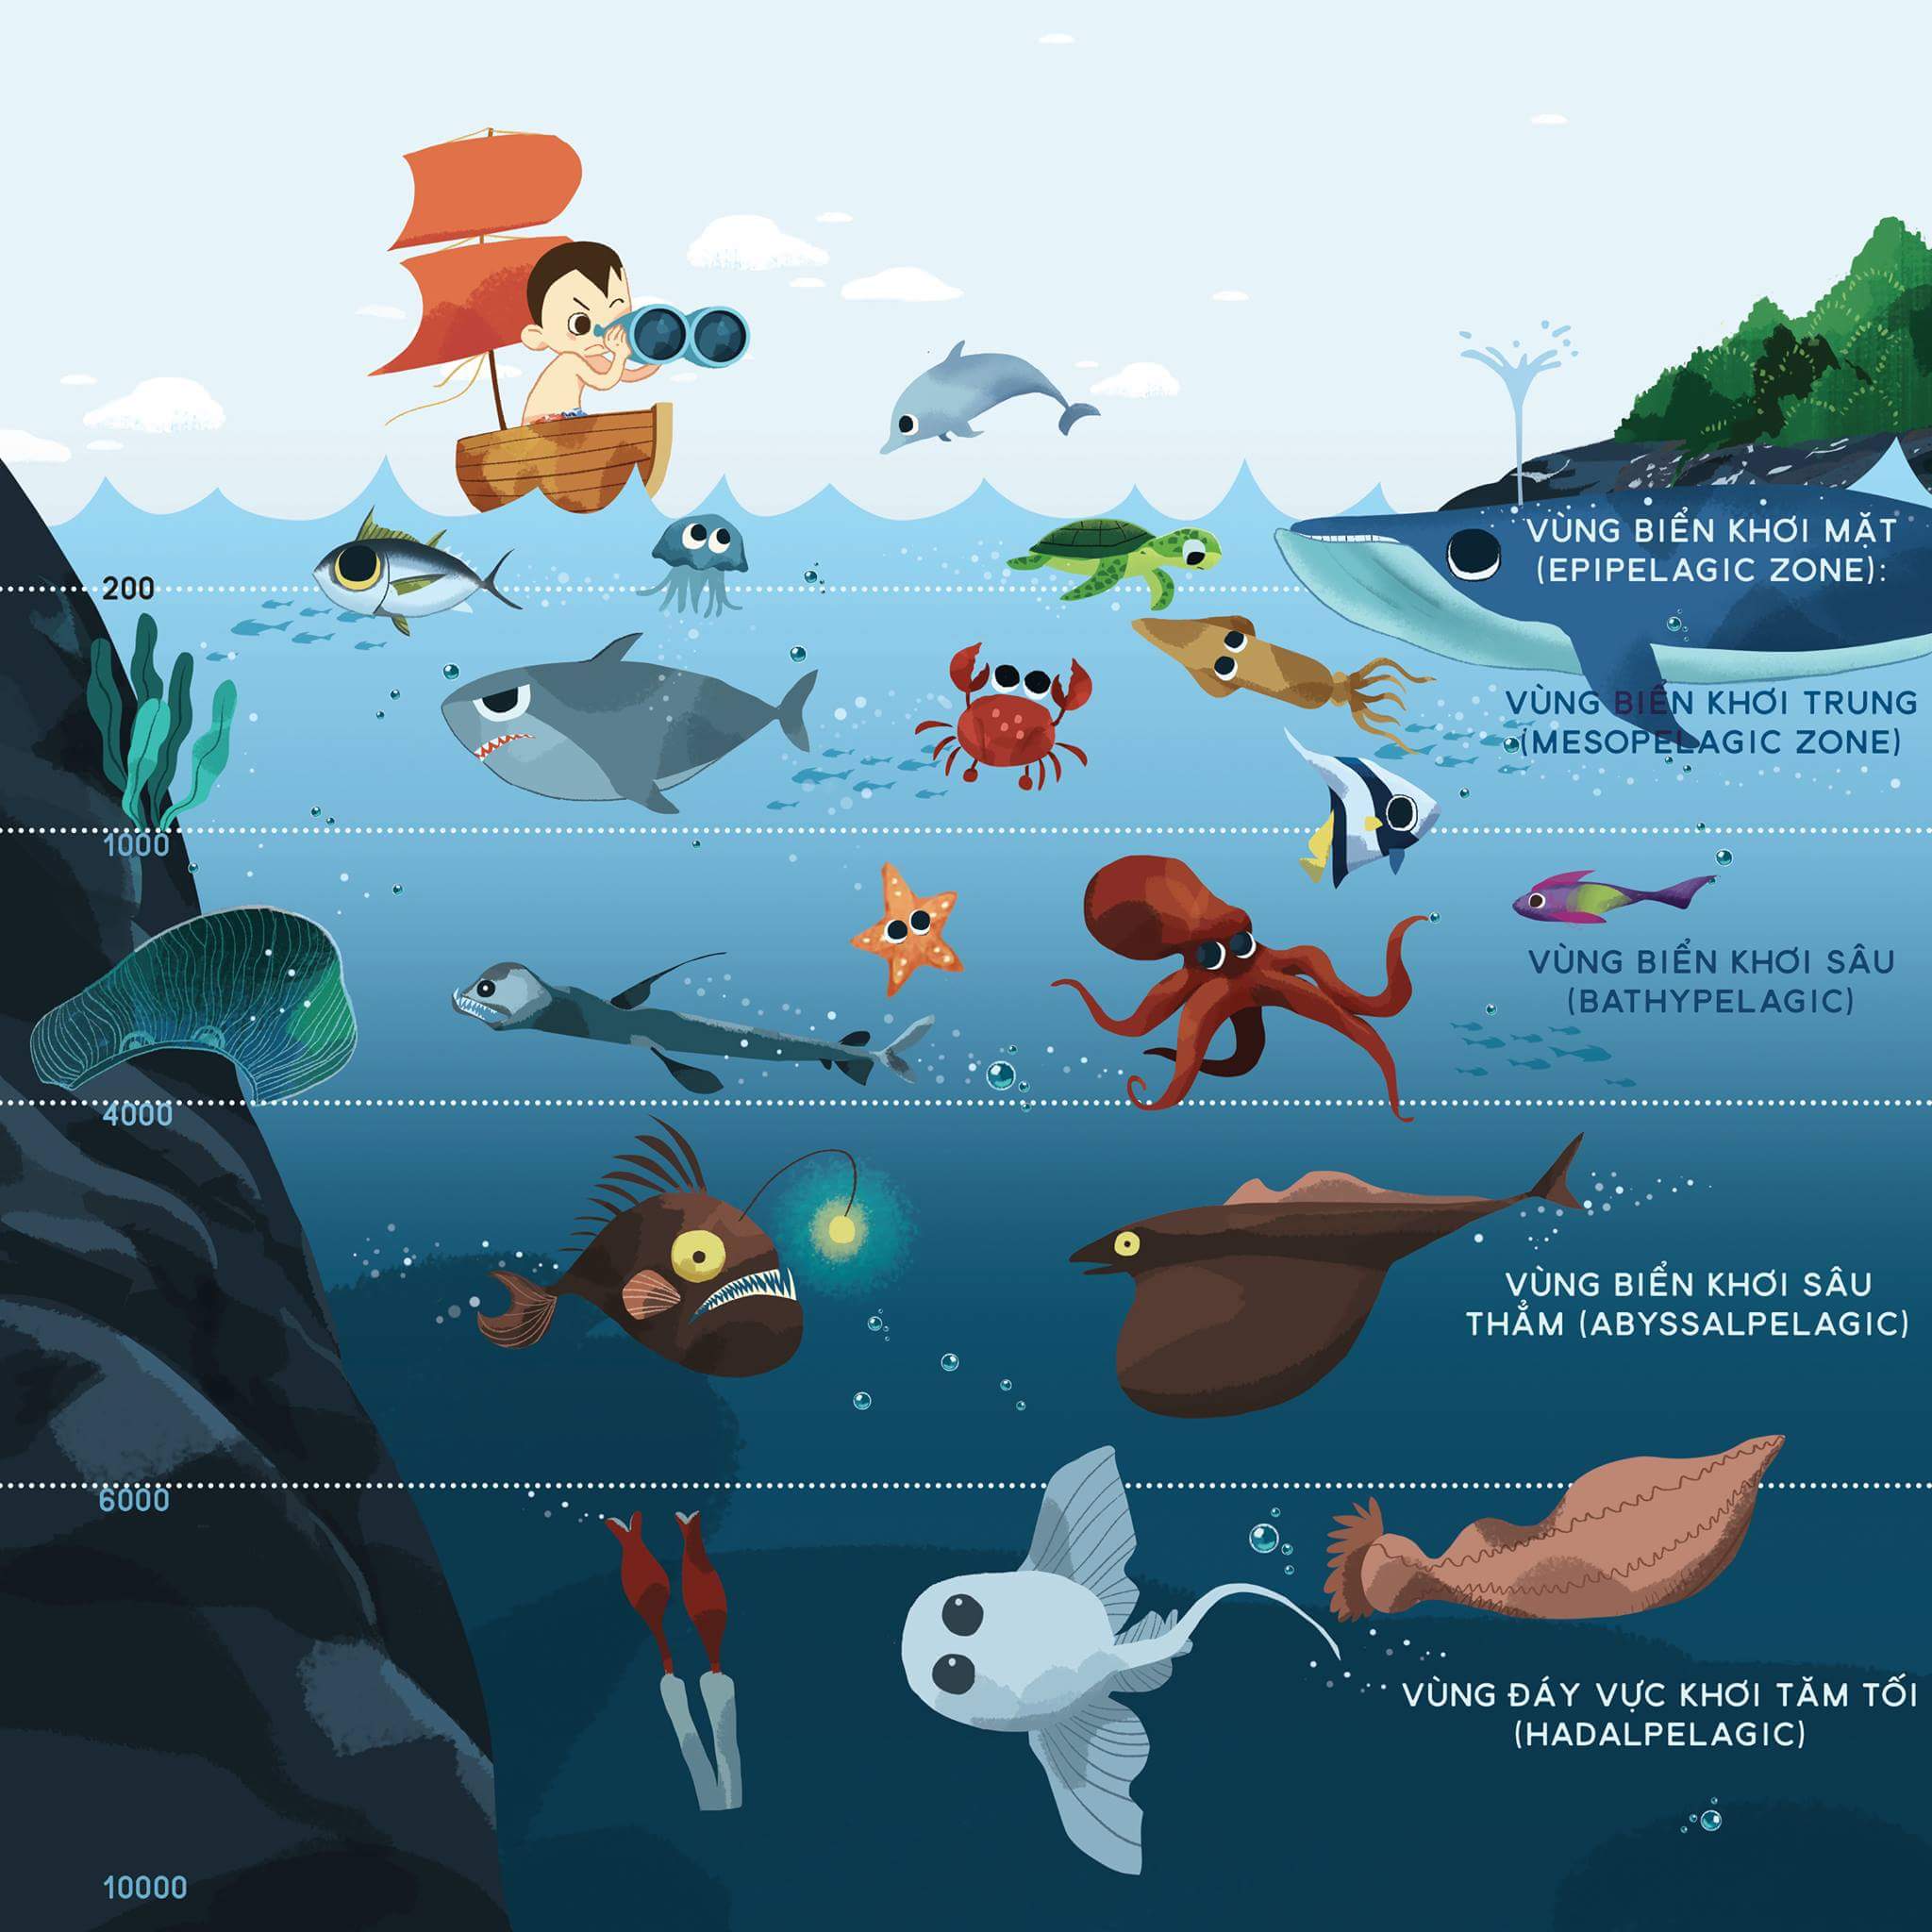 VÙNG BIỂN KHƠI MẶT
(EPIPELAGIC ZONE):
200
VÙNG BIỂN KHƠI TRUNG
(MESOPELAGIC ZONE)
1000
VÙNG BIỂN KHƠI SÂU
(BATHYPELAGIC)
4000
VÙNG BIỂN KHƠI SÂU
THẲM (ABYSSALPELAGIC)
6000
VÙNG ĐÁY VỰC KHƠI TĂM TỐI
(HADALPELAGIC)
10000